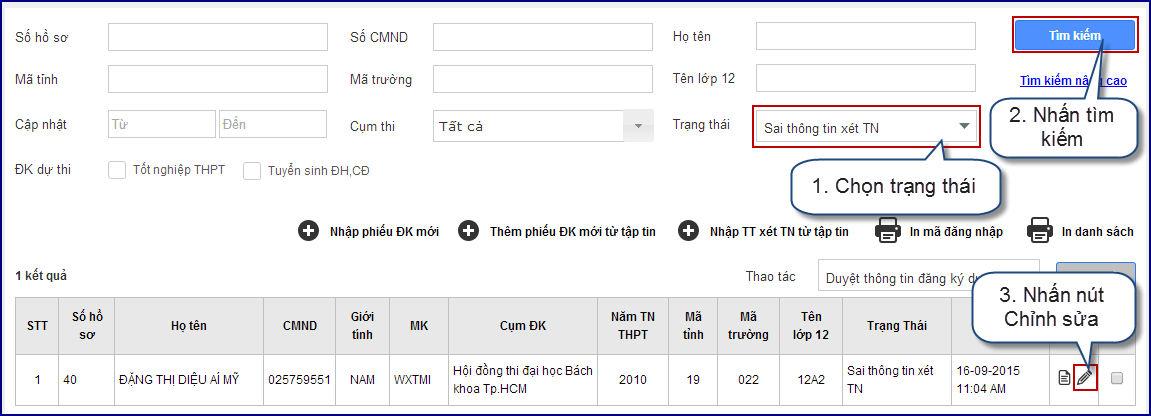 Số hồ sơ Số CMND Họ tên Tìm kiếm
Mã tỉnh Mã trường Tên lớp 12 Tìm kiếm nâng cao
Cập nhật Từ Đến Cụm thi Tất cả Trạng thái Sai thông tin xét TN
2. Nhấn tìm
kiếm
ĐK dự thi Tốt nghiệp THPT Tuyển sinh ĐH,CĐ
1. Chọn trạng thái
Nhập phiếu ĐK mới Thêm phiếu ĐK mới từ tập tin Nhập TT xét TN từ tập tin In mã đăng nhập In danh sách
1 kết quả Thao tác Duyệt thông tin đăng ký
3. Nhấn nút
Chỉnh sửa
STT Số hồ sơ Họ tên CMND Giới tính MK Cụm ĐK Năm TN THPT Mã tỉnh Mã trường Tên lớp 12 Trạng Thái
1 40 ĐẶNG THỊ DIỆU AÍ MỸ 025759551 NAM WXTMI Hội đồng thi đại học Bách khoa Tp.HCM 2010 19 022 12A2 Sai thông tin xét TN 16-09-2015 11:04 AM